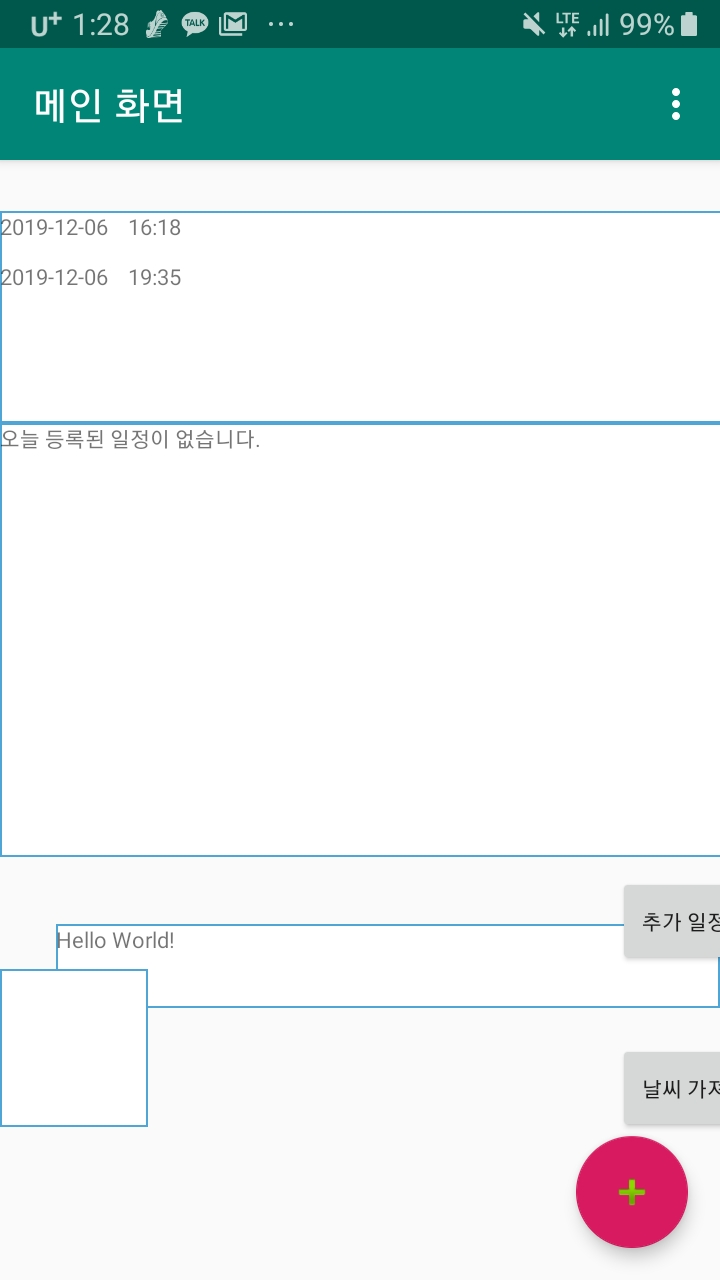 U+ 1:28 TALK M ... LTE 99%
메인 화면
2019-12-06 16:18
2019-12-06 19:35
오늘 등록된 일정이 없습니다.
추가 일정
Hello World!
날씨 가져
+